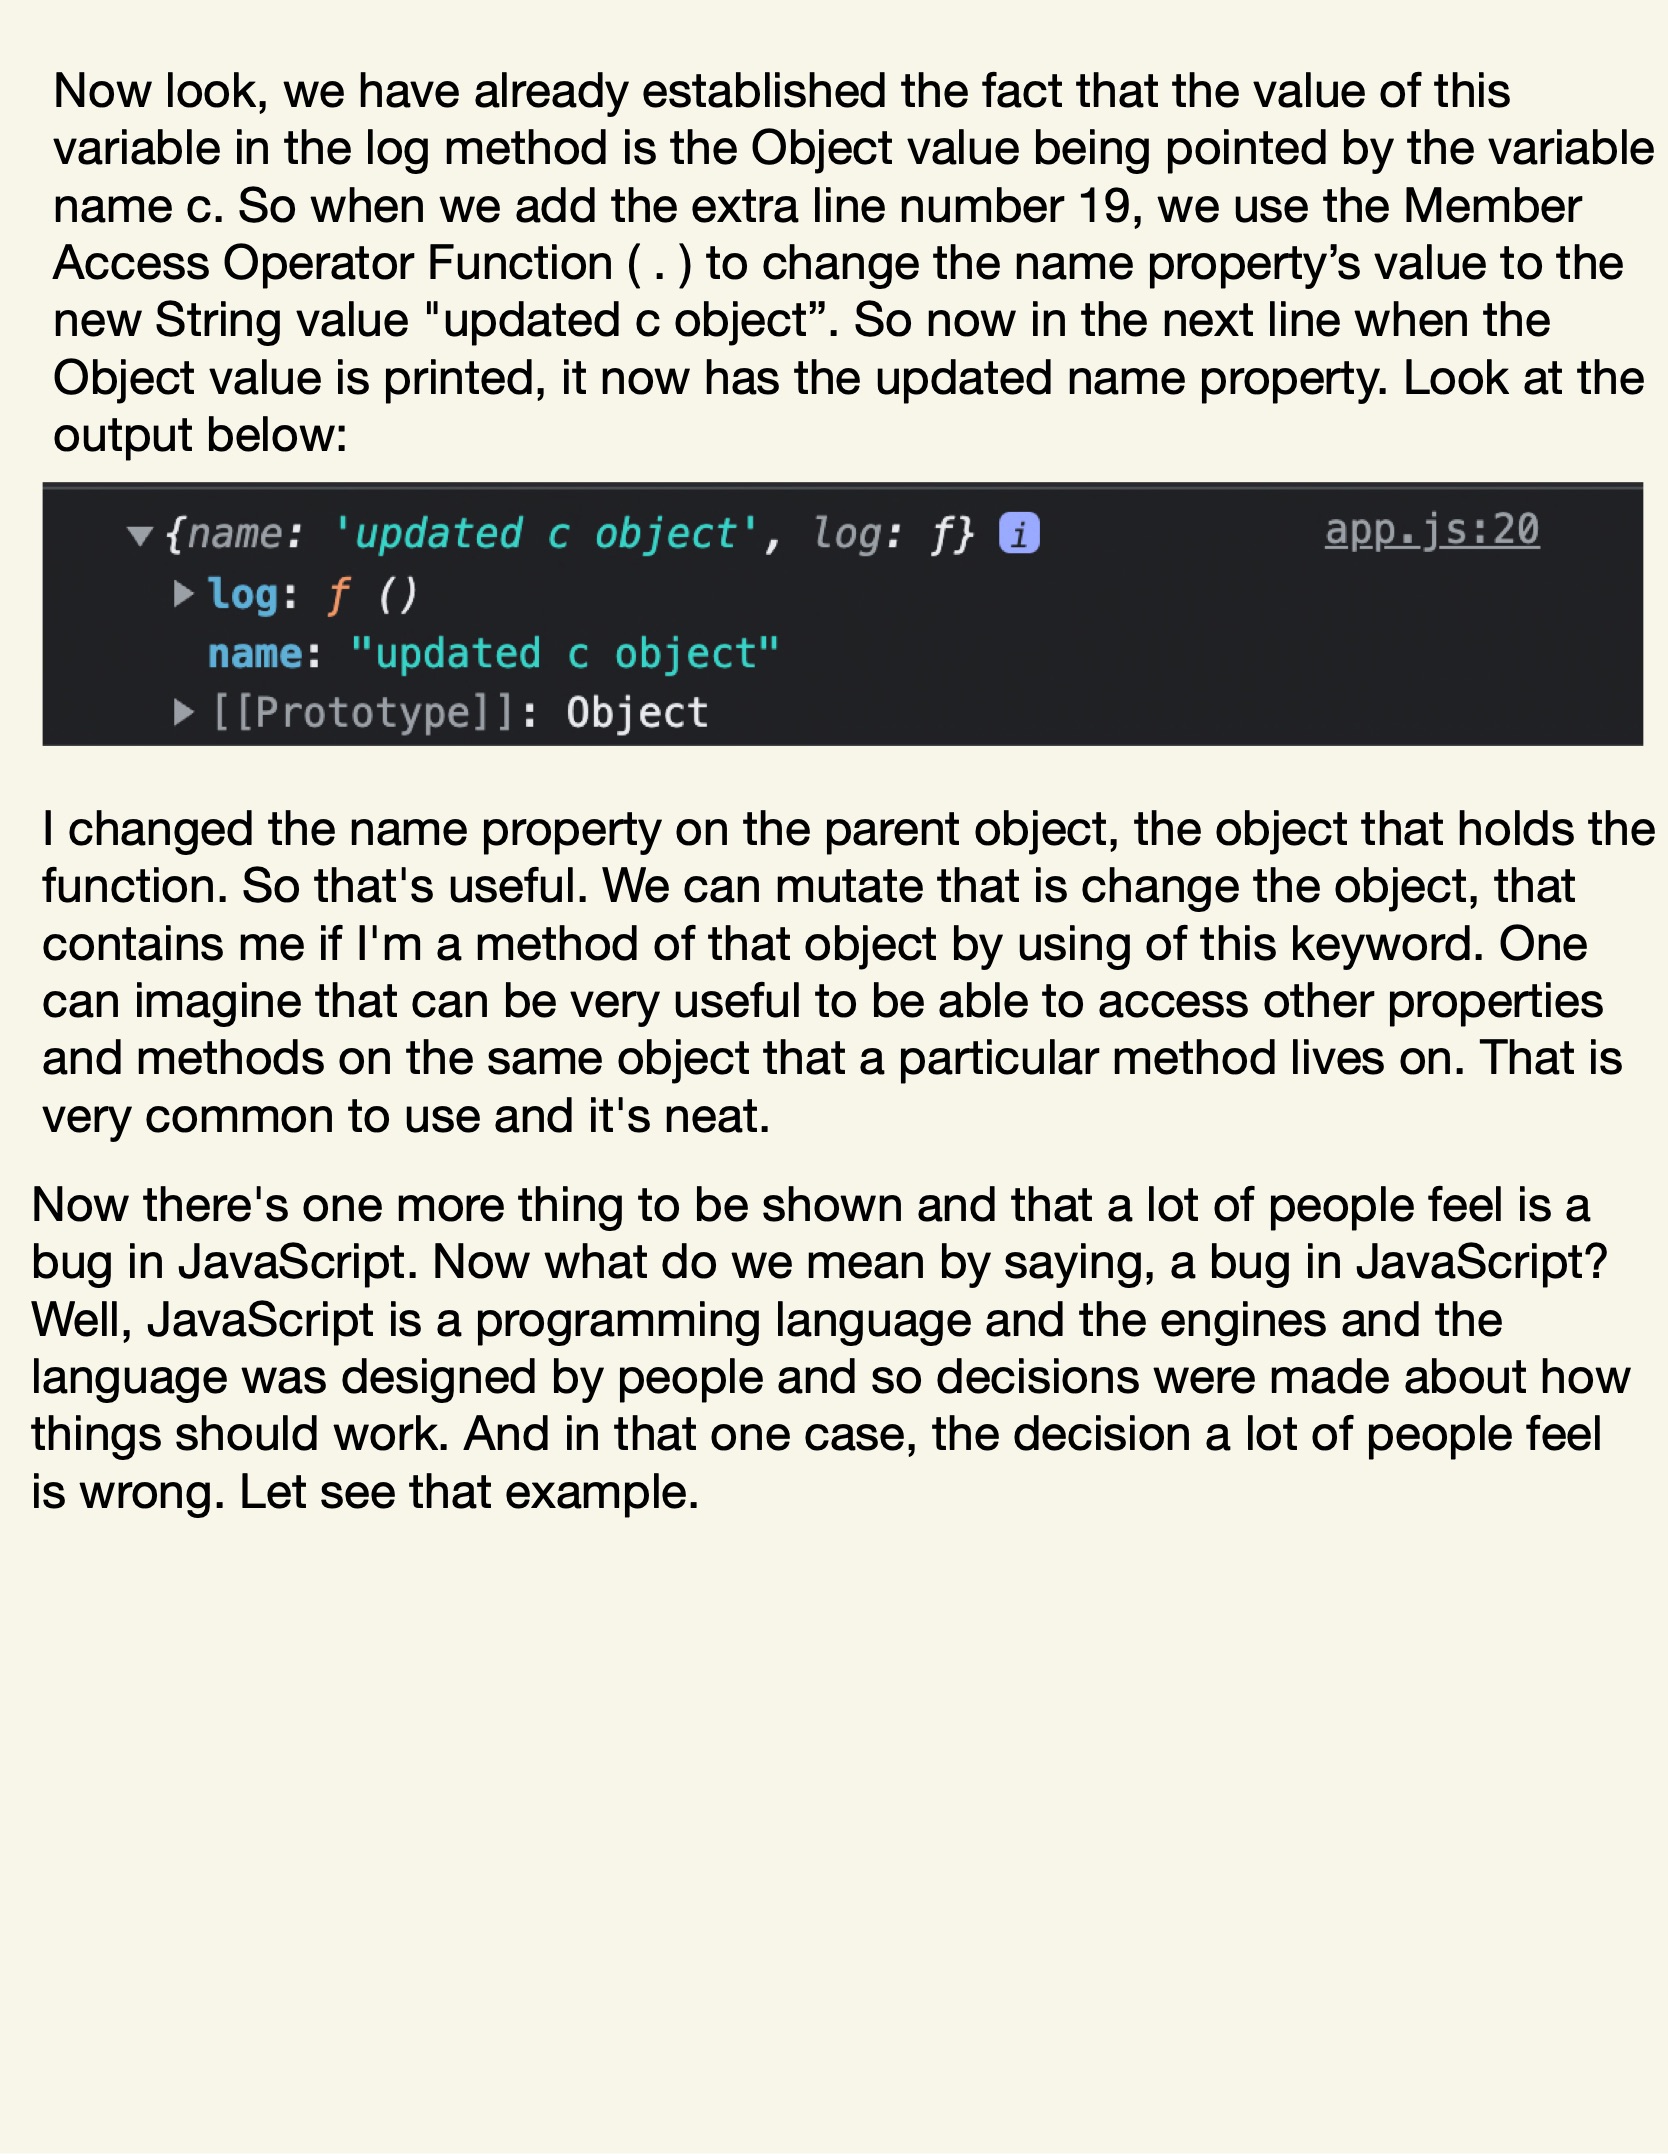 Now look, we have already established the fact that the value of this
variable in the log method is the Object value being pointed by the variable
name c. So when we add the extra line number 19, we use the Member
Access Operator Function ( . ) to change the name property’s value to the
new String value "updated c object”. So now in the next line when the
Object value is printed, it now has the updated name property. Look at the
output below:
▼{name: 'updated c object', log: ƒ} i app.js:20
▶log: ƒ ()
name: "updated c object"
▶[[Prototype]]: Object
I changed the name property on the parent object, the object that holds the
function. So that's useful. We can mutate that is change the object, that
contains me if I'm a method of that object by using of this keyword. One
can imagine that can be very useful to be able to access other properties
and methods on the same object that a particular method lives on. That is
very common to use and it's neat.
Now there's one more thing to be shown and that a lot of people feel is a
bug in JavaScript. Now what do we mean by saying, a bug in JavaScript?
Well, JavaScript is a programming language and the engines and the
language was designed by people and so decisions were made about how
things should work. And in that one case, the decision a lot of people feel
is wrong. Let see that example.